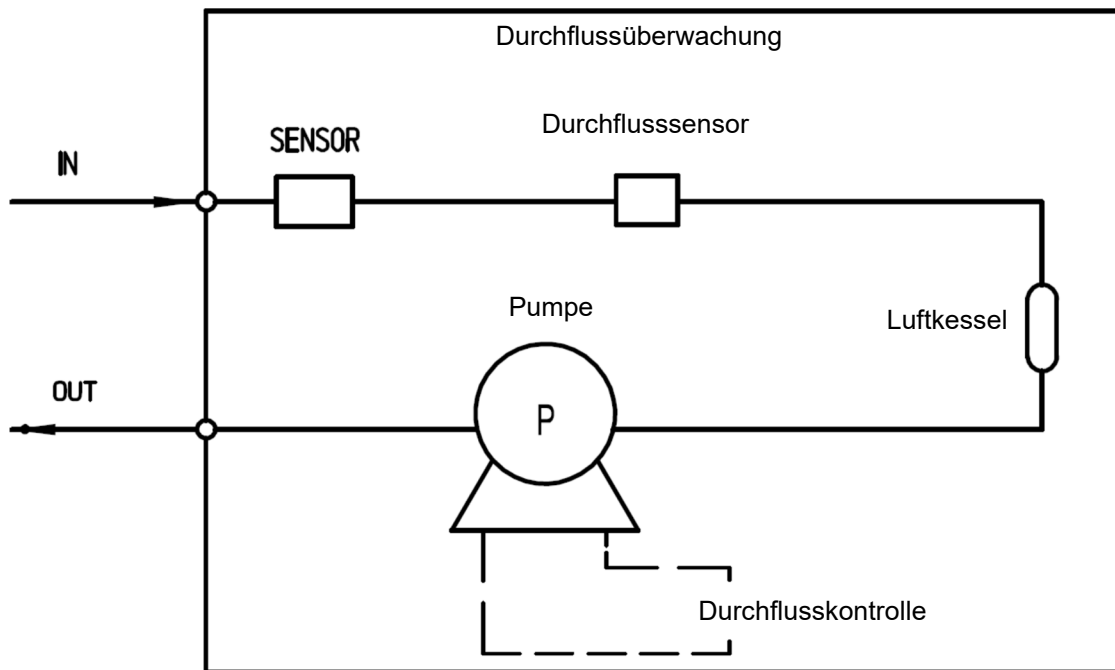 Durchflussüberwachung
Durchflusssensor
SENSOR
IN
Pumpe
Luftkessel
OUT
P
Durchflusskontrolle